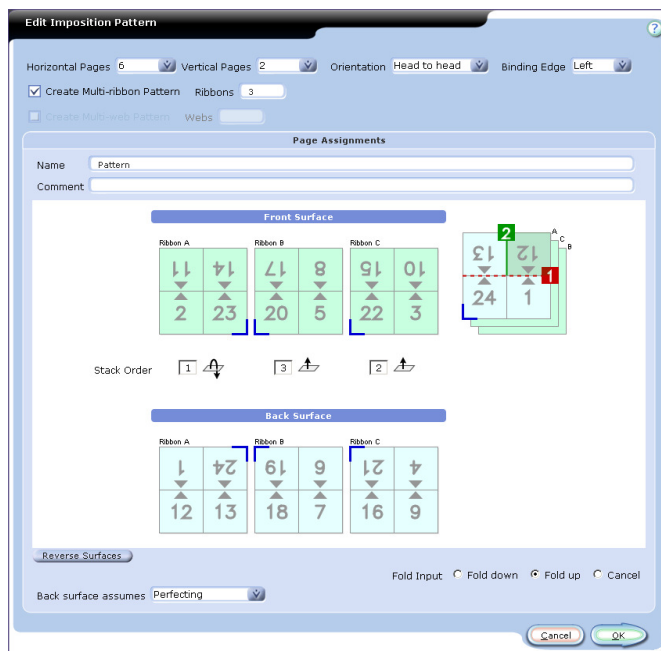 Edit Imposition Pattern
?
Horizontal Pages 6 Vertical Pages 2 Orientation Head to head Binding Edge Left
Create Multi-ribbon Pattern Ribbons 3
Create Multi-web Pattern Webs
Page Assignments
Name Pattern
Comment
Front Surface
Ribbon A Ribbon B Ribbon C
11 14 17 8 15 10
2 23 20 5 22 3
2 A
C
B
13 12
1
24 1
Stack Order 1 3 2
Back Surface
Ribbon A Ribbon B Ribbon C
1 24 19 6 21 4
12 13 18 7 16 9
Reverse Surfaces
Fold Input Fold down Fold up Cancel
Back surface assumes Perfecting
Cancel OK